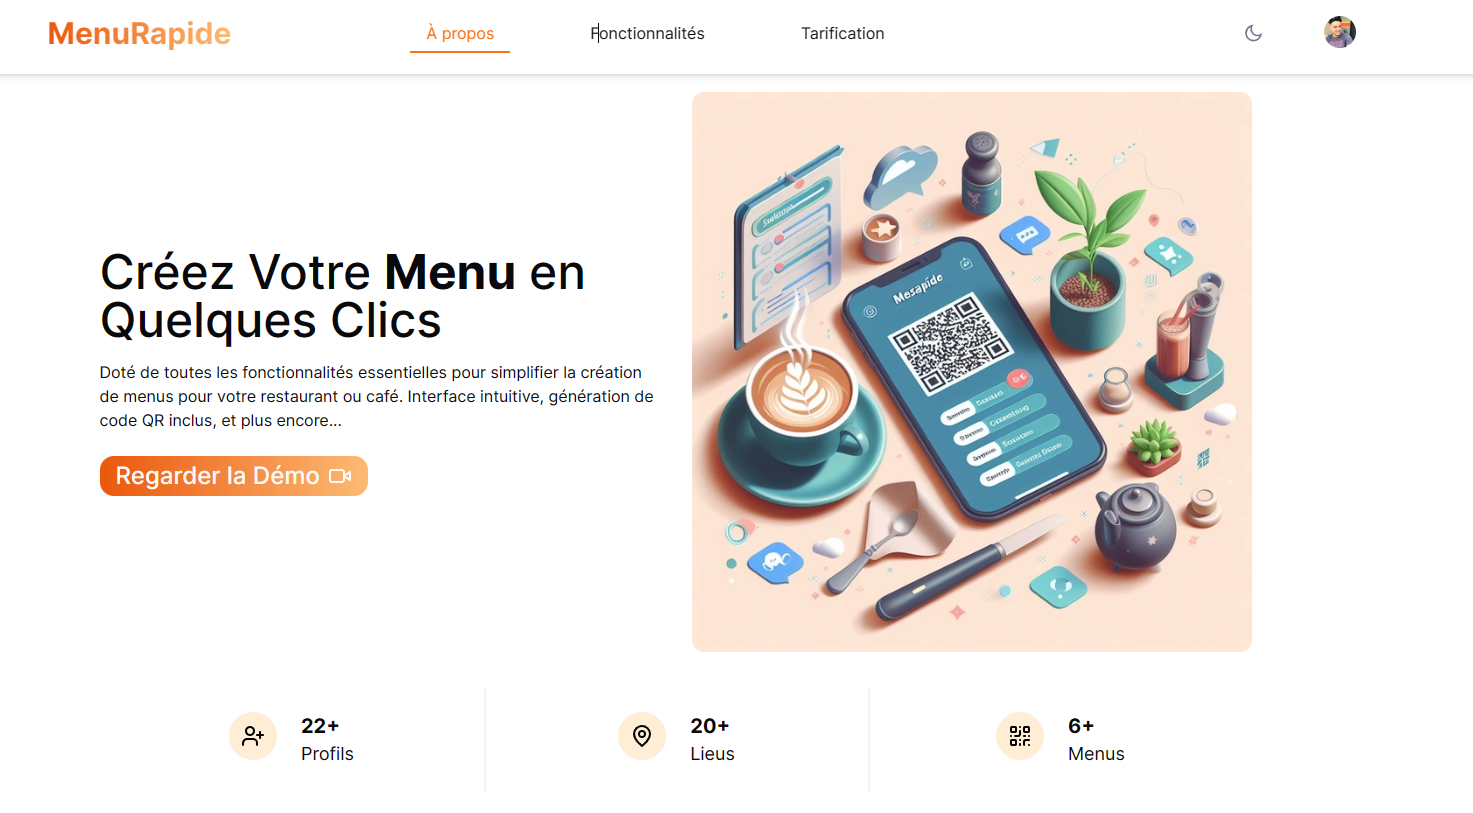 MenuRapide
À propos
Fonctionnalités
Tarification
Créez Votre Menu en
Quelques Clics
Doté de toutes les fonctionnalités essentielles pour simplifier la création
de menus pour votre restaurant ou café. Interface intuitive, génération de
code QR inclus, et plus encore...
Regarder la Démo
Mesapide
22+
Profils
20+
Lieus
6+
Menus